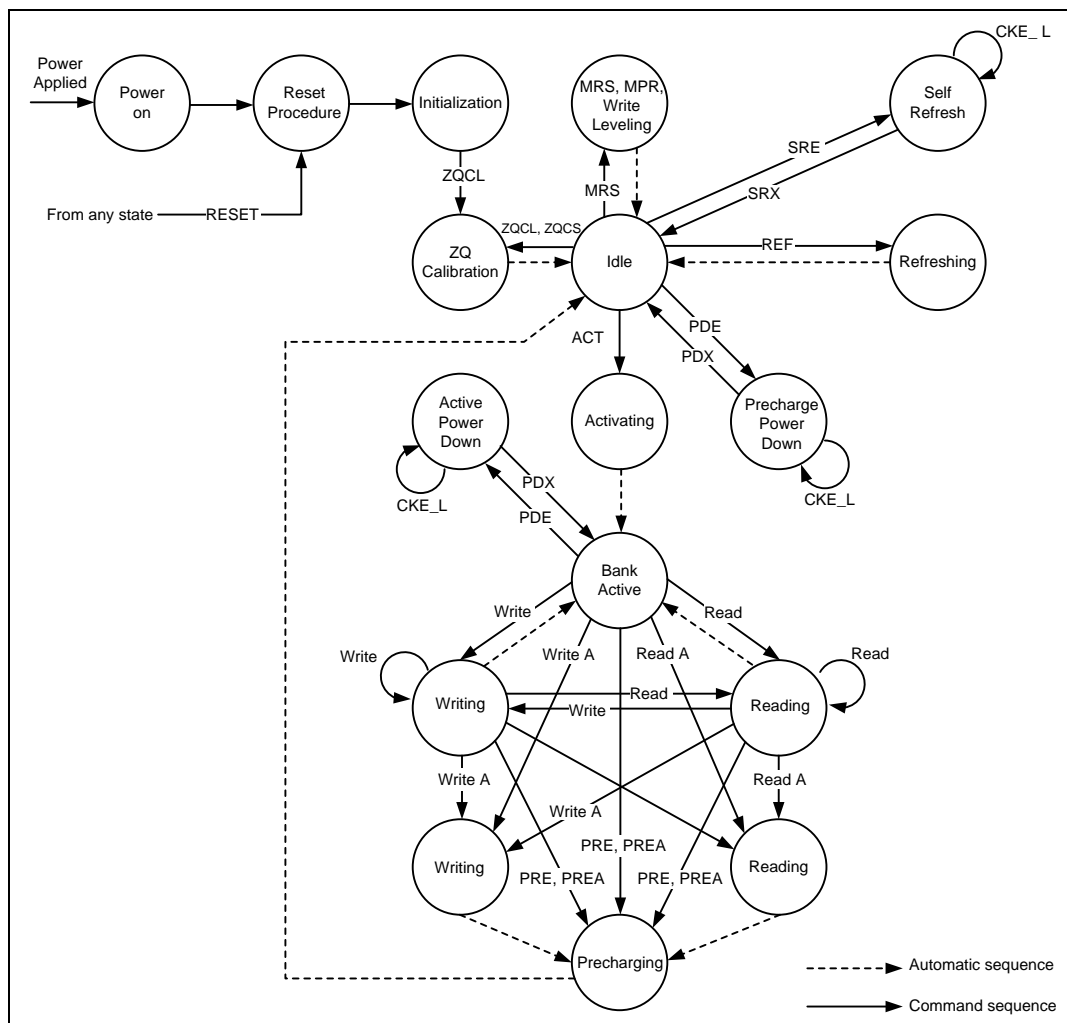 CKE_ L
Power
Applied
Power
on
Reset
Procedure
Initialization
MRS, MPR,
Write
Leveling
Self
Refresh
SRE
ZQCL
MRS
SRX
From any state
RESET
ZQCL, ZQCS
REF
ZQ
Calibration
Idle
Refreshing
PDE
ACT
PDX
Active
Power
Down
Activating
Precharge
Power
Down
PDX
CKE_L
CKE_L
PDE
Bank
Active
Write
Read
Write
Write A
Read A
Read
Read
Writing
Write
Reading
Write A
Read A
Write A
Writing
PRE, PREA
Reading
PRE, PREA
PRE, PREA
Precharging
Automatic sequence
Command sequence